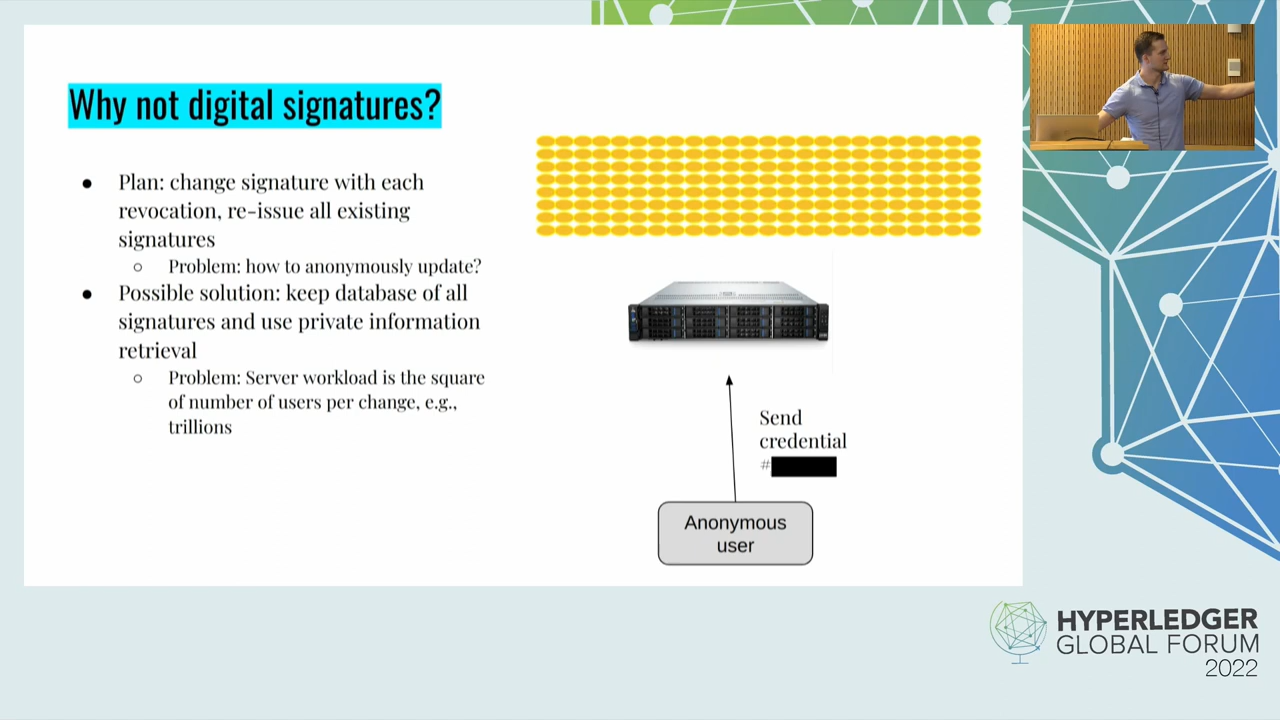 Why not digital signatures?
● Plan: change signature with each
revocation, re-issue all existing
signatures
○ Problem: how to anonymously update?
● Possible solution: keep database of all
signatures and use private information
retrieval
○ Problem: Server workload is the square
of number of users per change, e.g.,
trillions
Send
credential
#
Anonymous
user
HYPERLEDGER
GLOBAL FORUM
2022